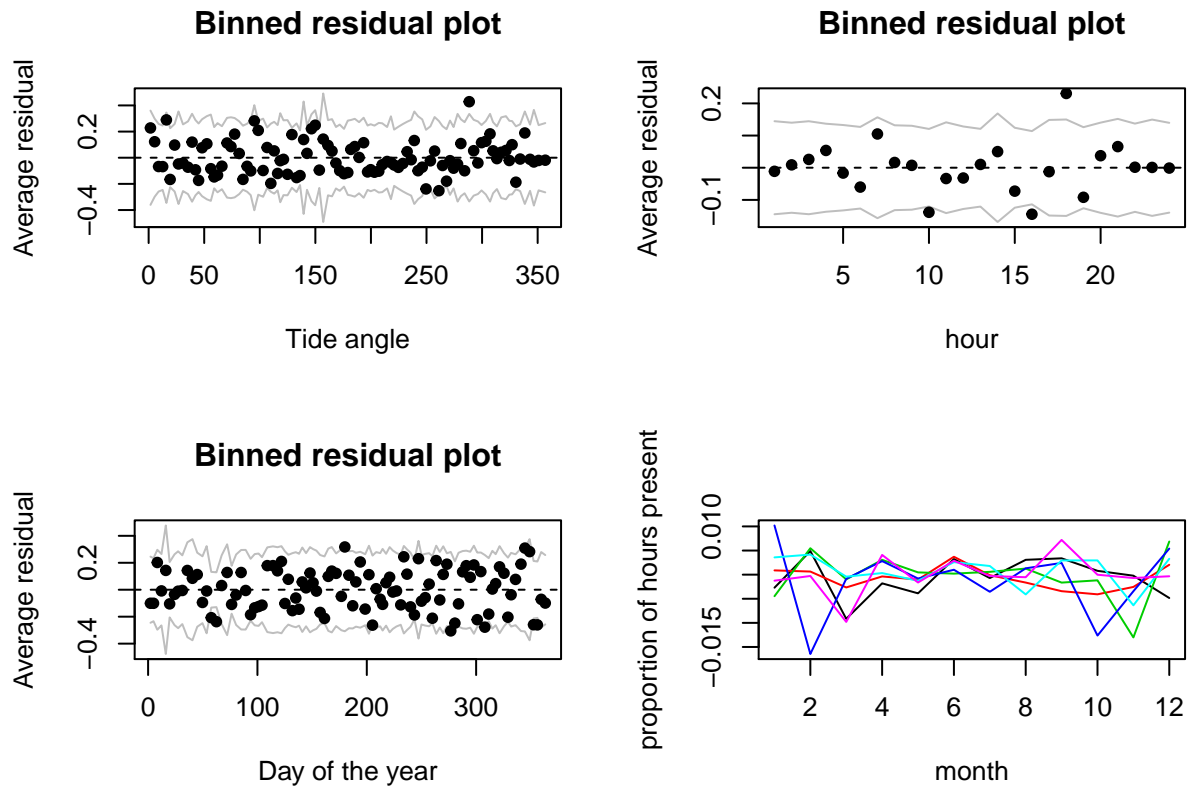 Binned residual plot
Average residual
0.2
−0.4
0 50 150 250 350
Tide angle
Binned residual plot
Average residual
0.2
−0.1
5 10 15 20
hour
Binned residual plot
Average residual
0.2
−0.4
0 100 200 300
Day of the year
proportion of hours present
0.010
−0.015
2 4 6 8 10 12
month